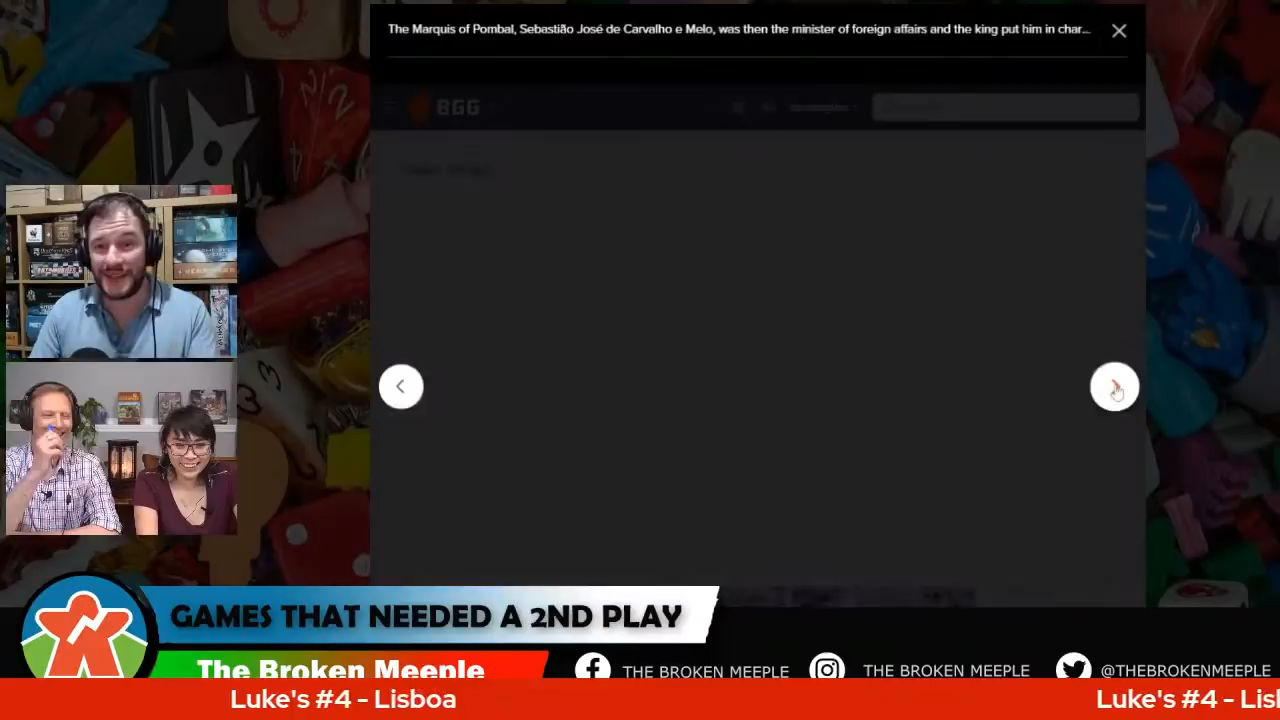 The Marquis of Pombal, Sebastião José de Carvalho e Melo, was then the minister of foreign affairs and the king put him in char...
BGG
GAMES THAT NEEDED A 2ND PLAY
The Broken Meeple
THE BROKEN MEEPLE
THE BROKEN MEEPLE
@THEBROKENMEEPLE
Luke's #4 - Lisboa
Luke's #4 - Lis